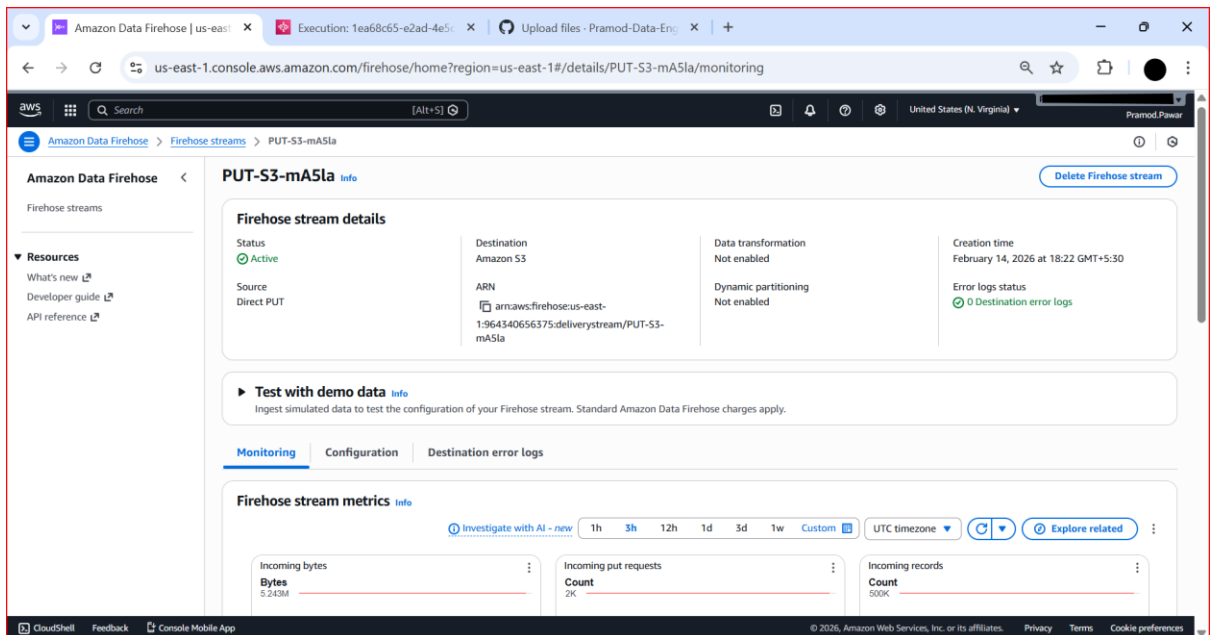 Amazon Data Firehose | us-east
Execution: 1ea68c65-e2ad-4e5c
Upload files · Pramod-Data-Eng
us-east-1.console.aws.amazon.com/firehose/home?region=us-east-1#/details/PUT-S3-mA5la/monitoring
aws
Search
[Alt+S]
United States (N. Virginia)
Pramod.Pawar
Amazon Data Firehose > Firehose streams > PUT-S3-mA5la
Amazon Data Firehose
Firehose streams
Resources
What's new
Developer guide
API reference
PUT-S3-mA5la Info
Delete Firehose stream
Firehose stream details
Status
Active
Destination
Amazon S3
Data transformation
Not enabled
Creation time
February 14, 2026 at 18:22 GMT+5:30
Source
Direct PUT
ARN
arn:aws:firehose:us-east-
1:964340656375:deliverystream/PUT-S3-
mA5la
Dynamic partitioning
Not enabled
Error logs status
0 Destination error logs
Test with demo data Info
Ingest simulated data to test the configuration of your Firehose stream. Standard Amazon Data Firehose charges apply.
Monitoring
Configuration
Destination error logs
Firehose stream metrics Info
Investigate with AI - new
1h 3h 12h 1d 3d 1w Custom
UTC timezone
Explore related
Incoming bytes
Bytes
5.243M
Incoming put requests
Count
2K
Incoming records
Count
500K
CloudShell Feedback Console Mobile App
© 2026, Amazon Web Services, Inc. or its affiliates. Privacy Terms Cookie preferences